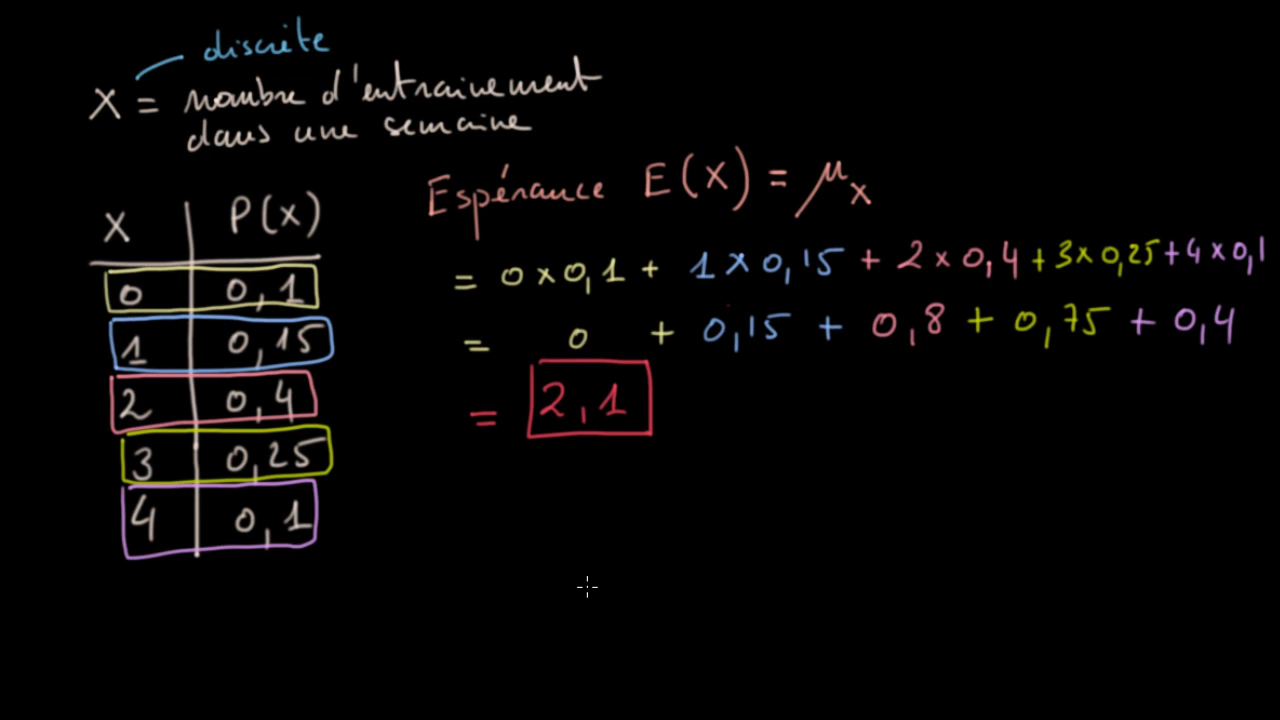 discrète
X = nombre d'entrainement
dans une semaine
Espérance E(X) = μx
X P(X)
= 0 x 0,1 + 1 x 0,15 + 2 x 0,4 + 3 x 0,25 + 4 x 0,1
0 0,1
= 0 + 0,15 + 0,8 + 0,75 + 0,4
1 0,15
= 2,1
2 0,4
3 0,25
4 0,1